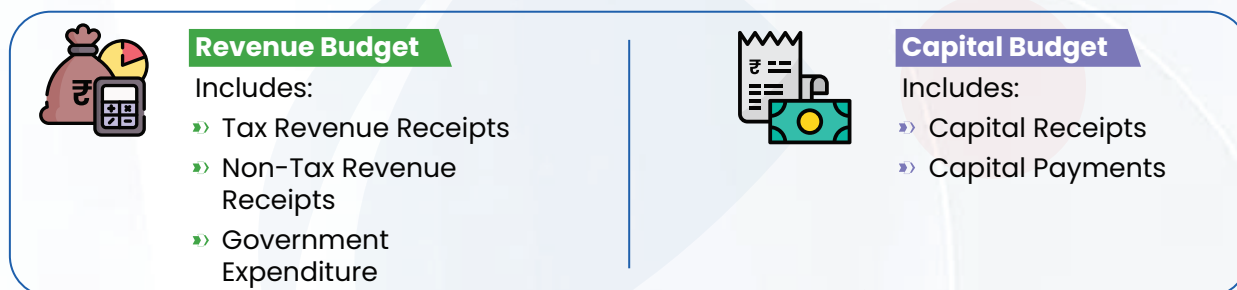 Revenue Budget
Includes:
Tax Revenue Receipts
Non-Tax Revenue
Receipts
Government
Expenditure
₹
₹
Capital Budget
Includes:
Capital Receipts
Capital Payments